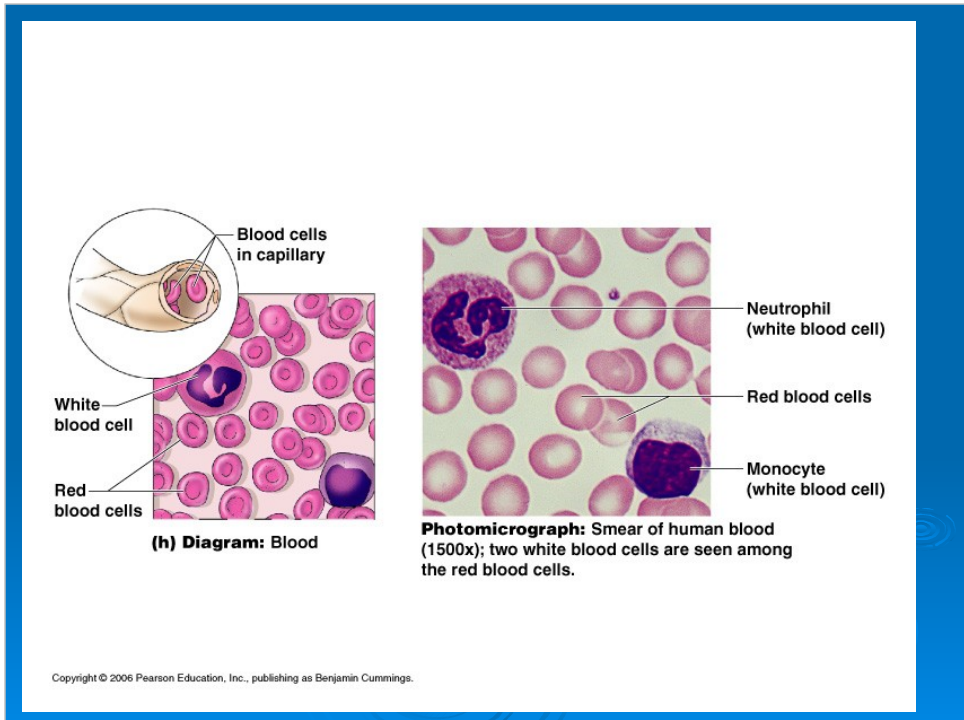 Blood cells
in capillary
White
blood cell
Red
blood cells
(h) Diagram: Blood
Neutrophil
(white blood cell)
Red blood cells
Monocyte
(white blood cell)
Photomicrograph: Smear of human blood
(1500x); two white blood cells are seen among
the red blood cells.
Copyright © 2006 Pearson Education, Inc., publishing as Benjamin Cummings.